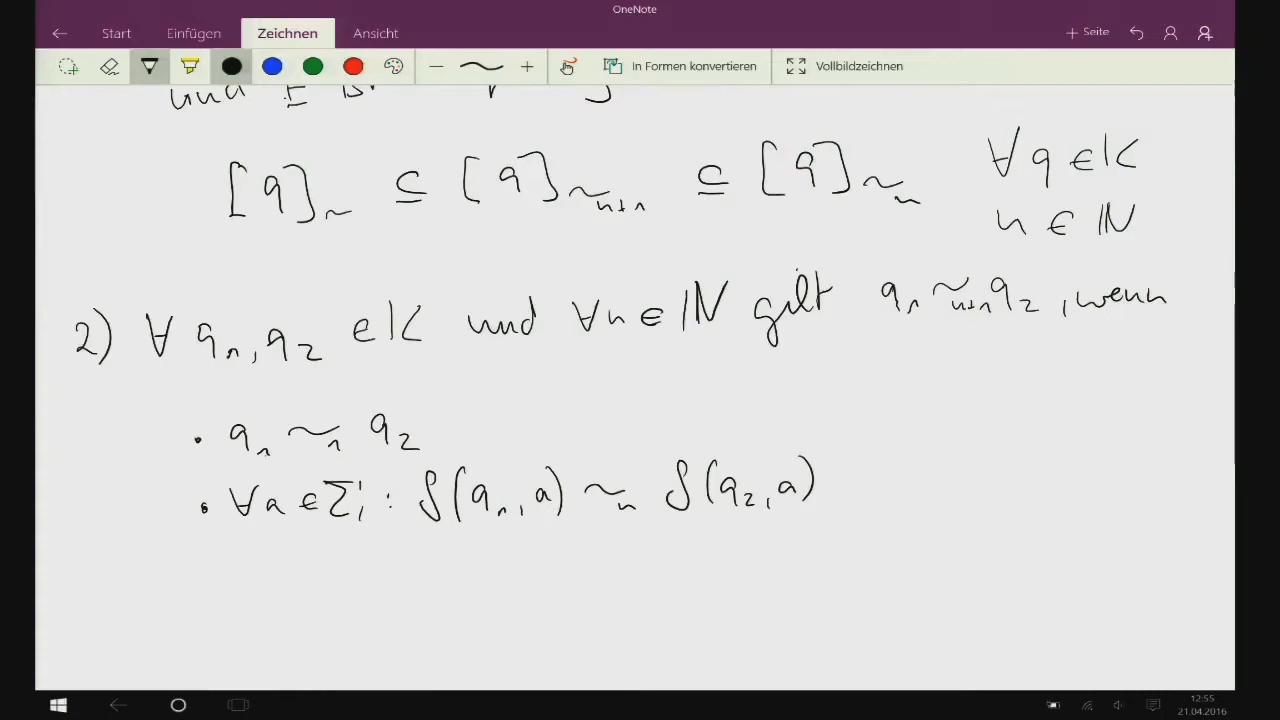 OneNote
Start Einfügen Zeichnen Ansicht
Seite
In Formen konvertieren Vollbildzeichnen
und
[q]_~ ⊆ [q]_~n+1 ⊆ [q]_~n ∀q∈K
n ∈ ℕ
2) ∀ q₁, q₂ ∈ K und ∀n ∈ ℕ gilt q₁ ~n+1 q₂, wenn
• q₁ ~n q₂
• ∀a ∈ Σ : δ(q₁, a) ~n δ(q₂, a)
12:55
21.04.2016